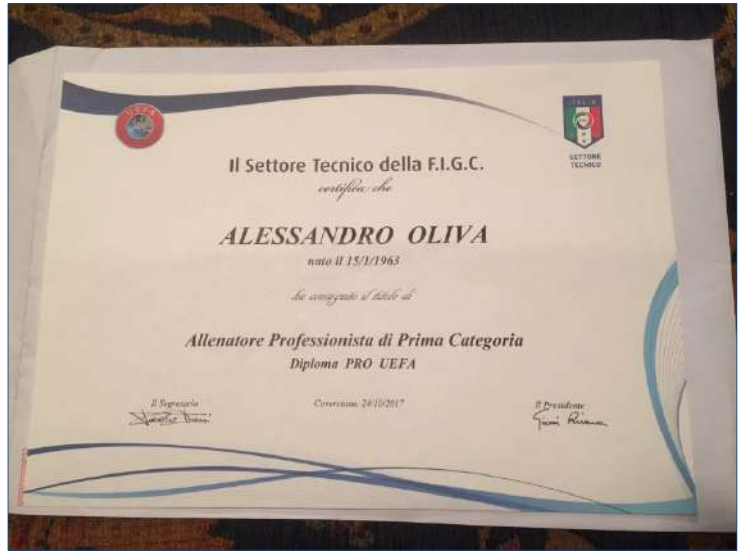 UEFA
ITALIA
SETTORE
TECNICO
Il Settore Tecnico della F.I.G.C.
certifica che
ALESSANDRO OLIVA
nato il 15/1/1963
ha conseguito il titolo di
Allenatore Professionista di Prima Categoria
Diploma PRO UEFA
Il Segretario
Coverciano, 24/10/2017
Il Presidente